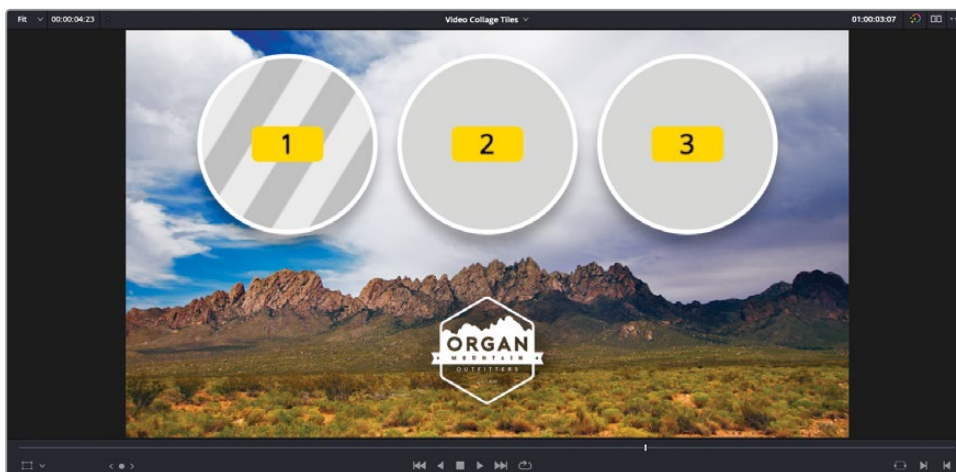 Fit 00:00:04:23 Video Collage Tiles 01:00:03:07
1 2 3
ORGAN
MOUNTAIN
OUTFITTERS